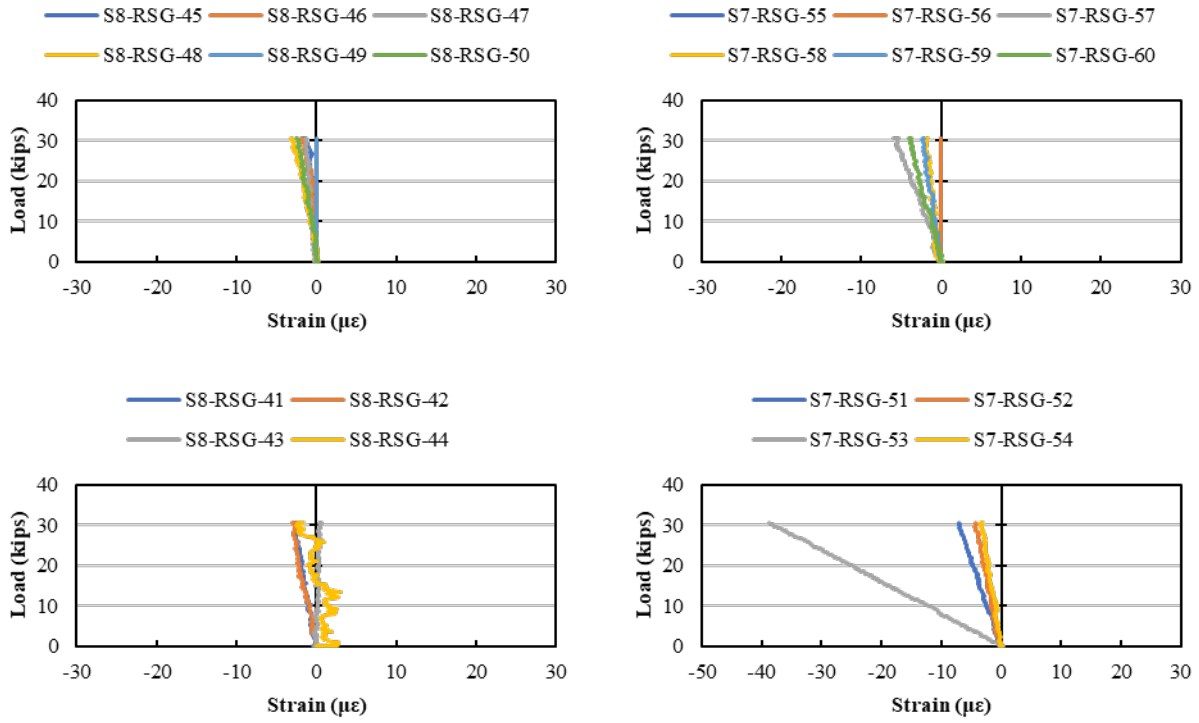 S8-RSG-45 S8-RSG-46 S8-RSG-47
S8-RSG-48 S8-RSG-49 S8-RSG-50
40
30
20
10
0
Load (kips)
-30 -20 -10 0 10 20 30
Strain (με)
S7-RSG-55 S7-RSG-56 S7-RSG-57
S7-RSG-58 S7-RSG-59 S7-RSG-60
40
30
20
10
0
Load (kips)
-30 -20 -10 0 10 20 30
Strain (με)
S8-RSG-41 S8-RSG-42
S8-RSG-43 S8-RSG-44
40
30
20
10
0
Load (kips)
-30 -20 -10 0 10 20 30
Strain (με)
S7-RSG-51 S7-RSG-52
S7-RSG-53 S7-RSG-54
40
30
20
10
0
Load (kips)
-50 -40 -30 -20 -10 0 10 20 30
Strain (με)